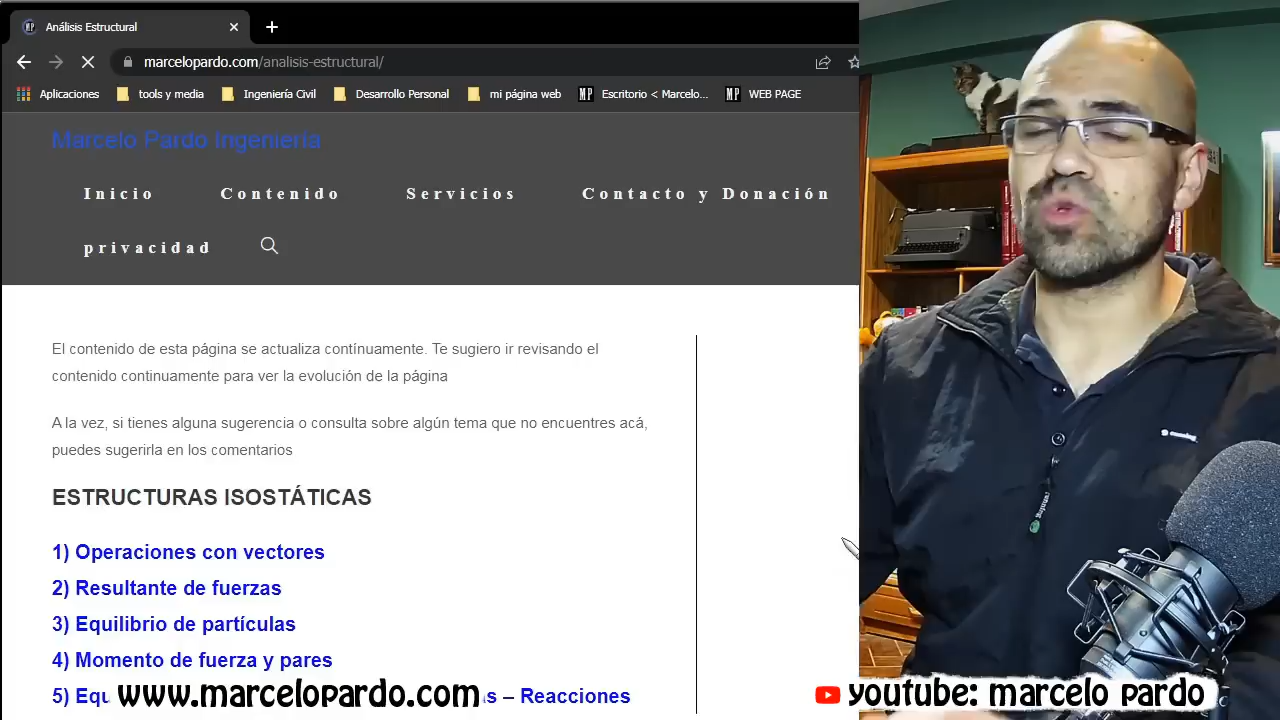 MP Análisis Estructural
marcelopardo.com/analisis-estructural/
Aplicaciones tools y media Ingeniería Civil Desarrollo Personal mi página web MP Escritorio < Marcelo... MP WEB PAGE
Marcelo Pardo Ingeniería
Inicio Contenido Servicios Contacto y Donación
privacidad
El contenido de esta página se actualiza contínuamente. Te sugiero ir revisando el
contenido continuamente para ver la evolución de la página
A la vez, si tienes alguna sugerencia o consulta sobre algún tema que no encuentres acá,
puedes sugerirla en los comentarios
ESTRUCTURAS ISOSTÁTICAS
1) Operaciones con vectores
2) Resultante de fuerzas
3) Equilibrio de partículas
4) Momento de fuerza y pares
5) – Reacciones
www.marcelopardo.com
youtube: marcelo pardo